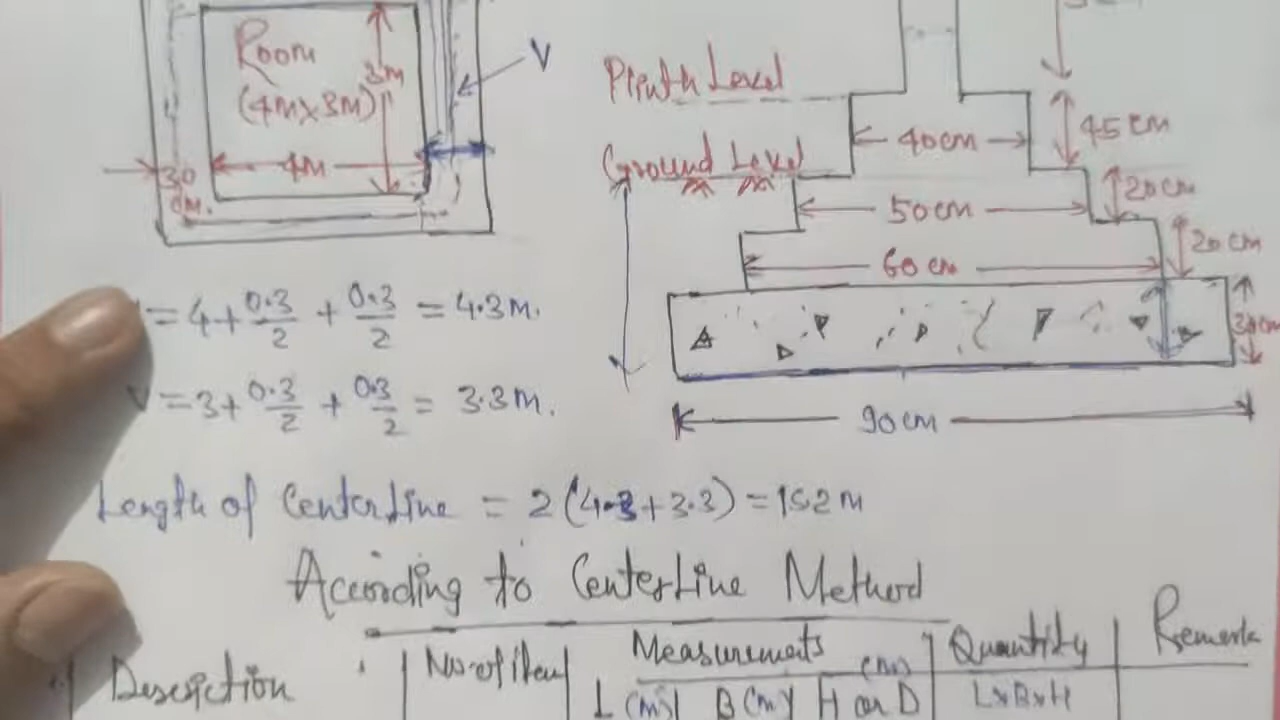 Room
(4m×3m)
3m
4m
30
cm.
V
Plinth Level
Ground Level
40cm
45cm
50cm
20cm
60cm
20cm
30cm
90cm
= 4 + 0.3/2 + 0.3/2 = 4.3m.
V = 3 + 0.3/2 + 0.3/2 = 3.3m.
Length of Centerline = 2(4.3+3.3) = 15.2m
According to Centerline Method
Description
No. of item
Measurements (m)
L (m) B (m) H or D
Quantity
L×B×H
Remark